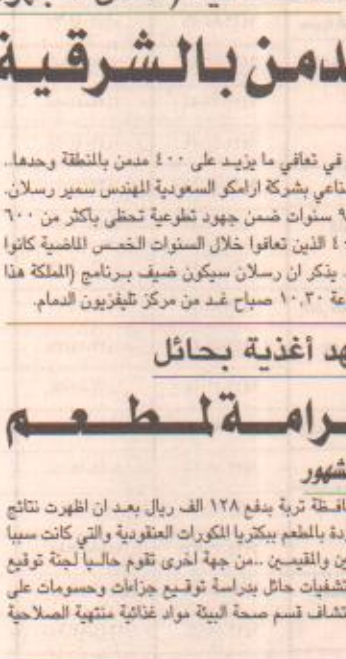 دمن بالشرقية
في تعافي ما يزيد على ٤٠٠ مدمن بالمنطقة وحدها..
ناعي بشركة ارامكو السعودية المهندس سمير رسلان.
٩ سنوات ضمن جهود تطوعية تحظى باكثر من ٦٠٠
٤ الذين تعافوا خلال السنوات الخمس الماضية كانوا
. يذكر ان رسلان سيكون ضيف برنامج (المملكة هذا
عة ١٠,٣٠ صباح غد من مركز تليفزيون الدمام.
هد أغذية بحائل
رامة لمطعم
شهور
افظة تربة بدفع ١٢٨ الف ريال بعد ان اظهرت نتائج
دة بالمطعم ببكتريا المكورات العنقودية والتي كانت سببا
ين والمقيمين ..من جهة اخرى تقوم حاليا لجنة توقيع
تشفيات حائل بدراسة توقيع جزاءات وحسومات على
تشاف قسم صحة البيئة مواد غذائية منتهية الصلاحية